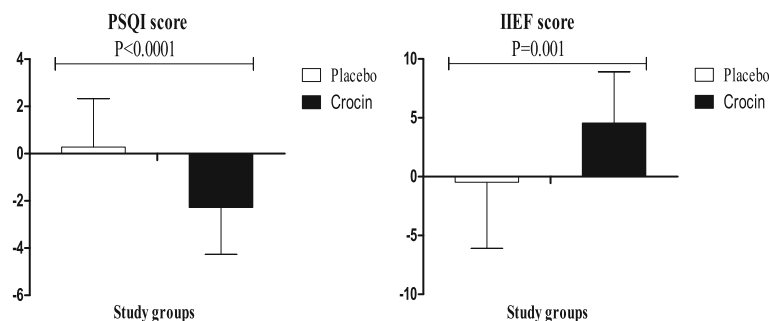 PSQI score
P<0.0001
4
2
0
-2
-4
-6
Placebo
Crocin
Study groups
IIEF score
P=0.001
10
5
0
-5
-10
Placebo
Crocin
Study groups